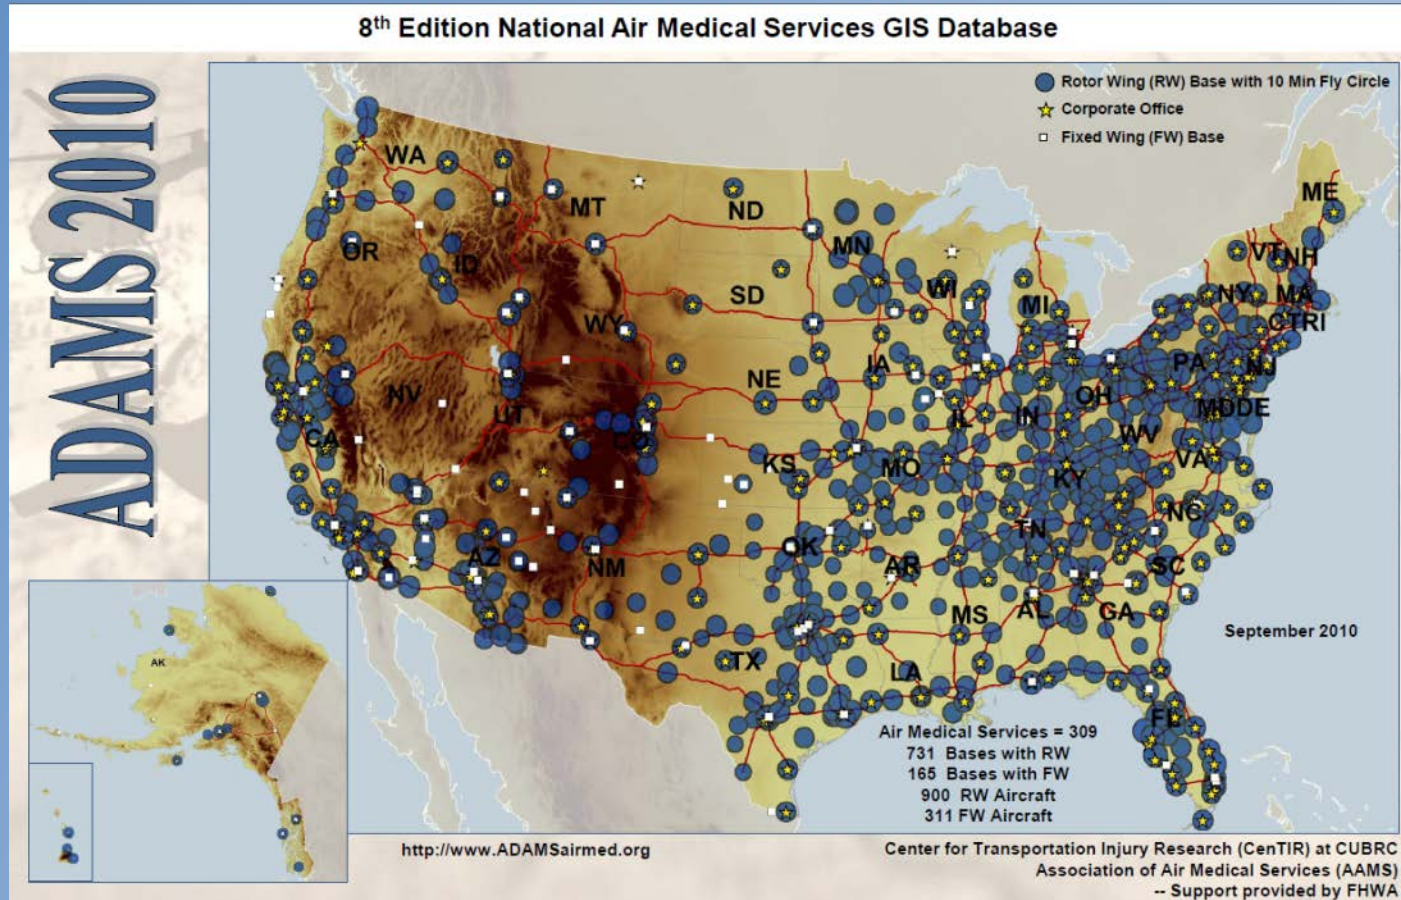 8th Edition National Air Medical Services GIS Database
ADAMS 2010
Rotor Wing (RW) Base with 10 Min Fly Circle
Corporate Office
Fixed Wing (FW) Base
WA
MT
ND
MN
ME
OR
ID
SD
WI
MI
VT
NH
NY
MA
CTRI
WY
NV
UT
NE
IA
PA
NJ
CA
CO
KS
MO
IL
IN
OH
MDDE
WV
VA
KY
AZ
NM
OK
AR
TN
NC
SC
TX
LA
MS
AL
GA
FL
AK
September 2010
Air Medical Services = 309
731 Bases with RW
165 Bases with FW
900 RW Aircraft
311 FW Aircraft
http://www.ADAMSairmed.org
Center for Transportation Injury Research (CenTIR) at CUBRC
Association of Air Medical Services (AAMS)
-- Support provided by FHWA